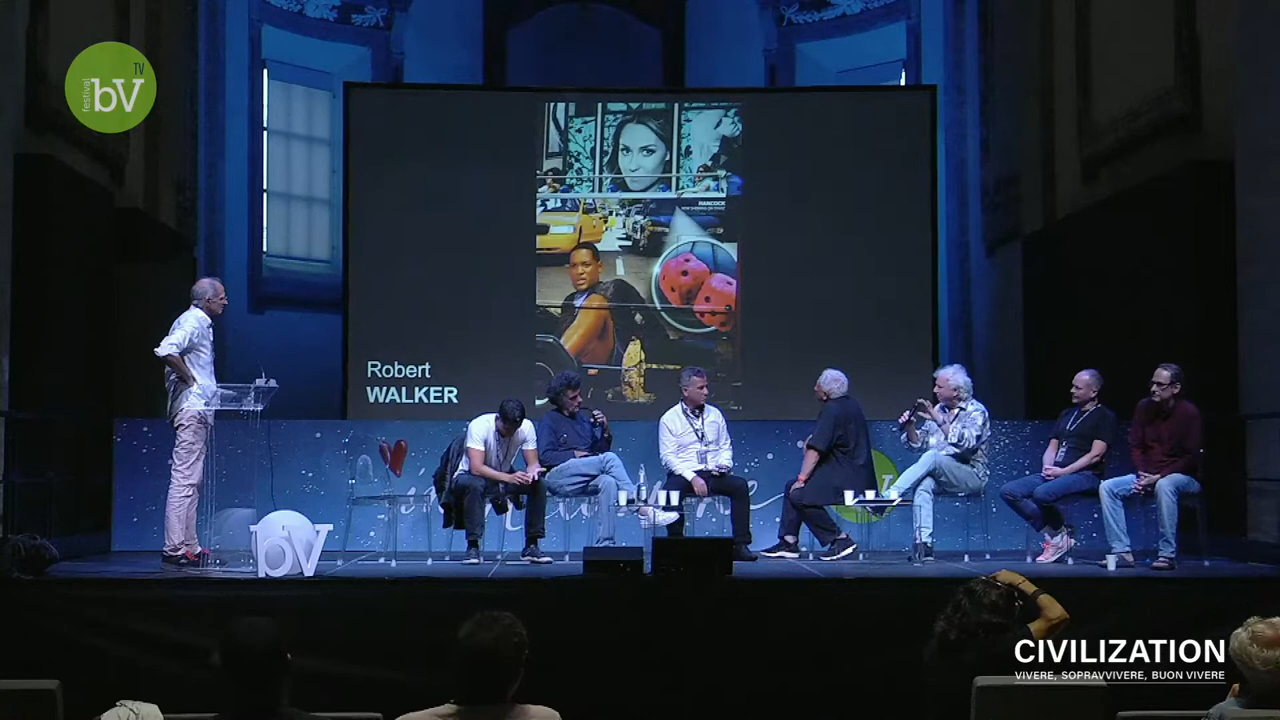 TV
festival
bV
HANCOCK
Robert
WALKER
bV
CIVILIZATION
VIVERE, SOPRAVVIVERE, BUON VIVERE